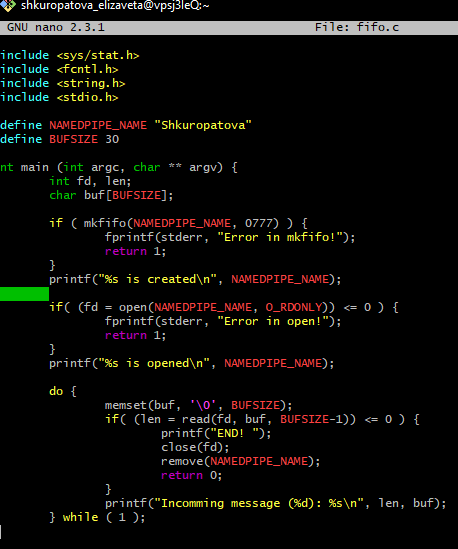 shkuropatova_elizaveta@vpsj3leQ:~
GNU nano 2.3.1 File: fifo.c
include <sys/stat.h>
include <fcntl.h>
include <string.h>
include <stdio.h>
define NAMEDPIPE_NAME "Shkuropatova"
define BUFSIZE 30
nt main (int argc, char ** argv) {
int fd, len;
char buf[BUFSIZE];
if ( mkfifo(NAMEDPIPE_NAME, 0777) ) {
fprintf(stderr, "Error in mkfifo!");
return 1;
}
printf("%s is created\n", NAMEDPIPE_NAME);
if( (fd = open(NAMEDPIPE_NAME, O_RDONLY)) <= 0 ) {
fprintf(stderr, "Error in open!");
return 1;
}
printf("%s is opened\n", NAMEDPIPE_NAME);
do {
memset(buf, '\0', BUFSIZE);
if( (len = read(fd, buf, BUFSIZE-1)) <= 0 ) {
printf("END! ");
close(fd);
remove(NAMEDPIPE_NAME);
return 0;
}
printf("Incomming message (%d): %s\n", len, buf);
} while ( 1 );